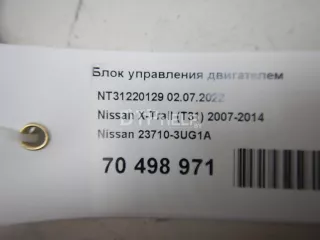 Блок управления двигателем
NT31220129 02.07.2022
Nissan X-Trail (T31) 2007-2014
Nissan 23710-3UG1A
70 498 971